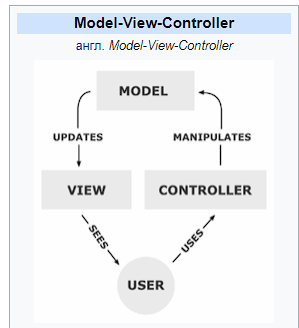 Model-View-Controller
англ. Model-View-Controller
MODEL
UPDATES
MANIPULATES
VIEW
CONTROLLER
SEES
USES
USER